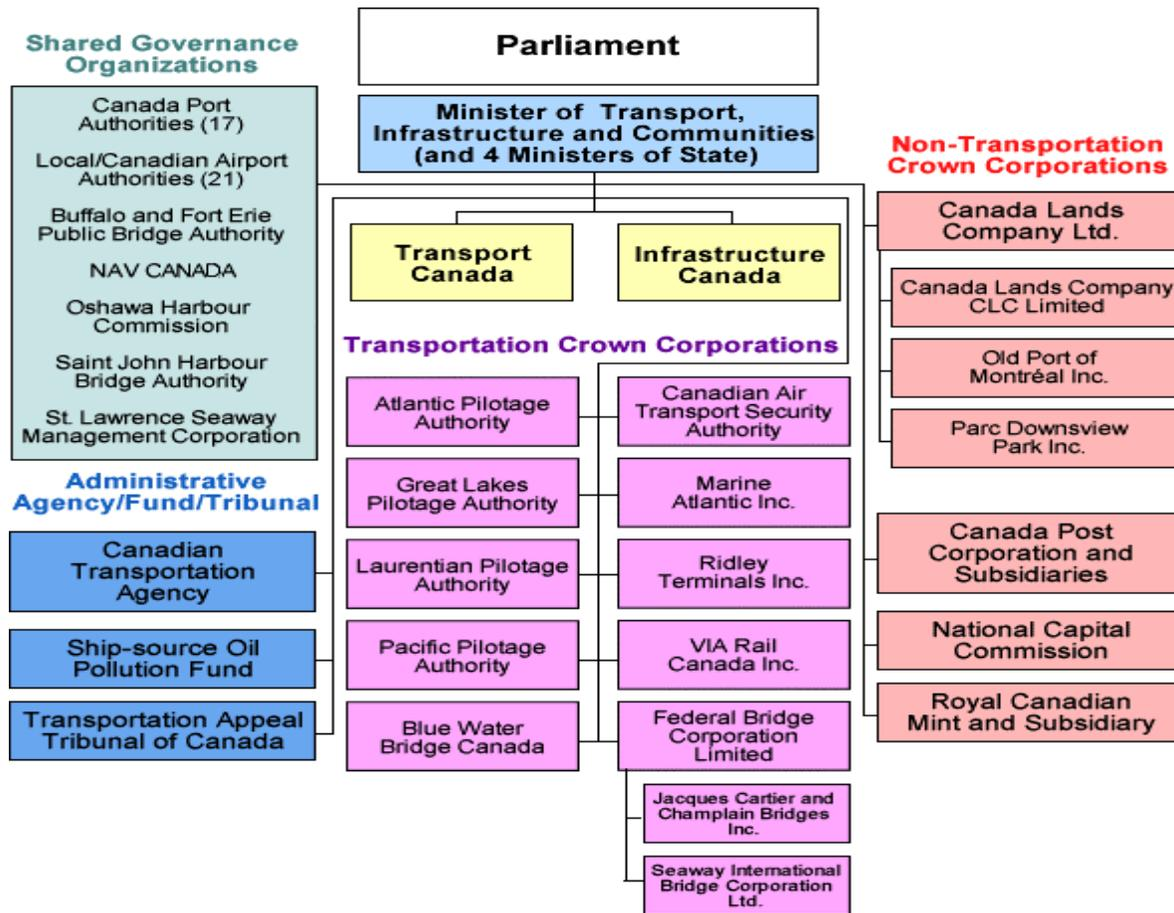 Parliament
Minister of Transport,
Infrastructure and Communities
(and 4 Ministers of State)
Shared Governance
Organizations
Canada Port
Authorities (17)
Local/Canadian Airport
Authorities (21)
Buffalo and Fort Erie
Public Bridge Authority
NAV CANADA
Oshawa Harbour
Commission
Saint John Harbour
Bridge Authority
St. Lawrence Seaway
Management Corporation
Administrative
Agency/Fund/Tribunal
Canadian
Transportation
Agency
Ship-source Oil
Pollution Fund
Transportation Appeal
Tribunal of Canada
Transport
Canada
Infrastructure
Canada
Transportation Crown Corporations
Atlantic Pilotage
Authority
Great Lakes
Pilotage Authority
Laurentian Pilotage
Authority
Pacific Pilotage
Authority
Blue Water
Bridge Canada
Canadian Air
Transport Security
Authority
Marine
Atlantic Inc.
Ridley
Terminals Inc.
VIA Rail
Canada Inc.
Federal Bridge
Corporation
Limited
Jacques Cartier and
Champlain Bridges
Inc.
Seaway International
Bridge Corporation
Ltd.
Non-Transportation
Crown Corporations
Canada Lands
Company Ltd.
Canada Lands Company
CLC Limited
Old Port of
Montréal Inc.
Parc Downsview
Park Inc.
Canada Post
Corporation and
Subsidiaries
National Capital
Commission
Royal Canadian
Mint and Subsidiary